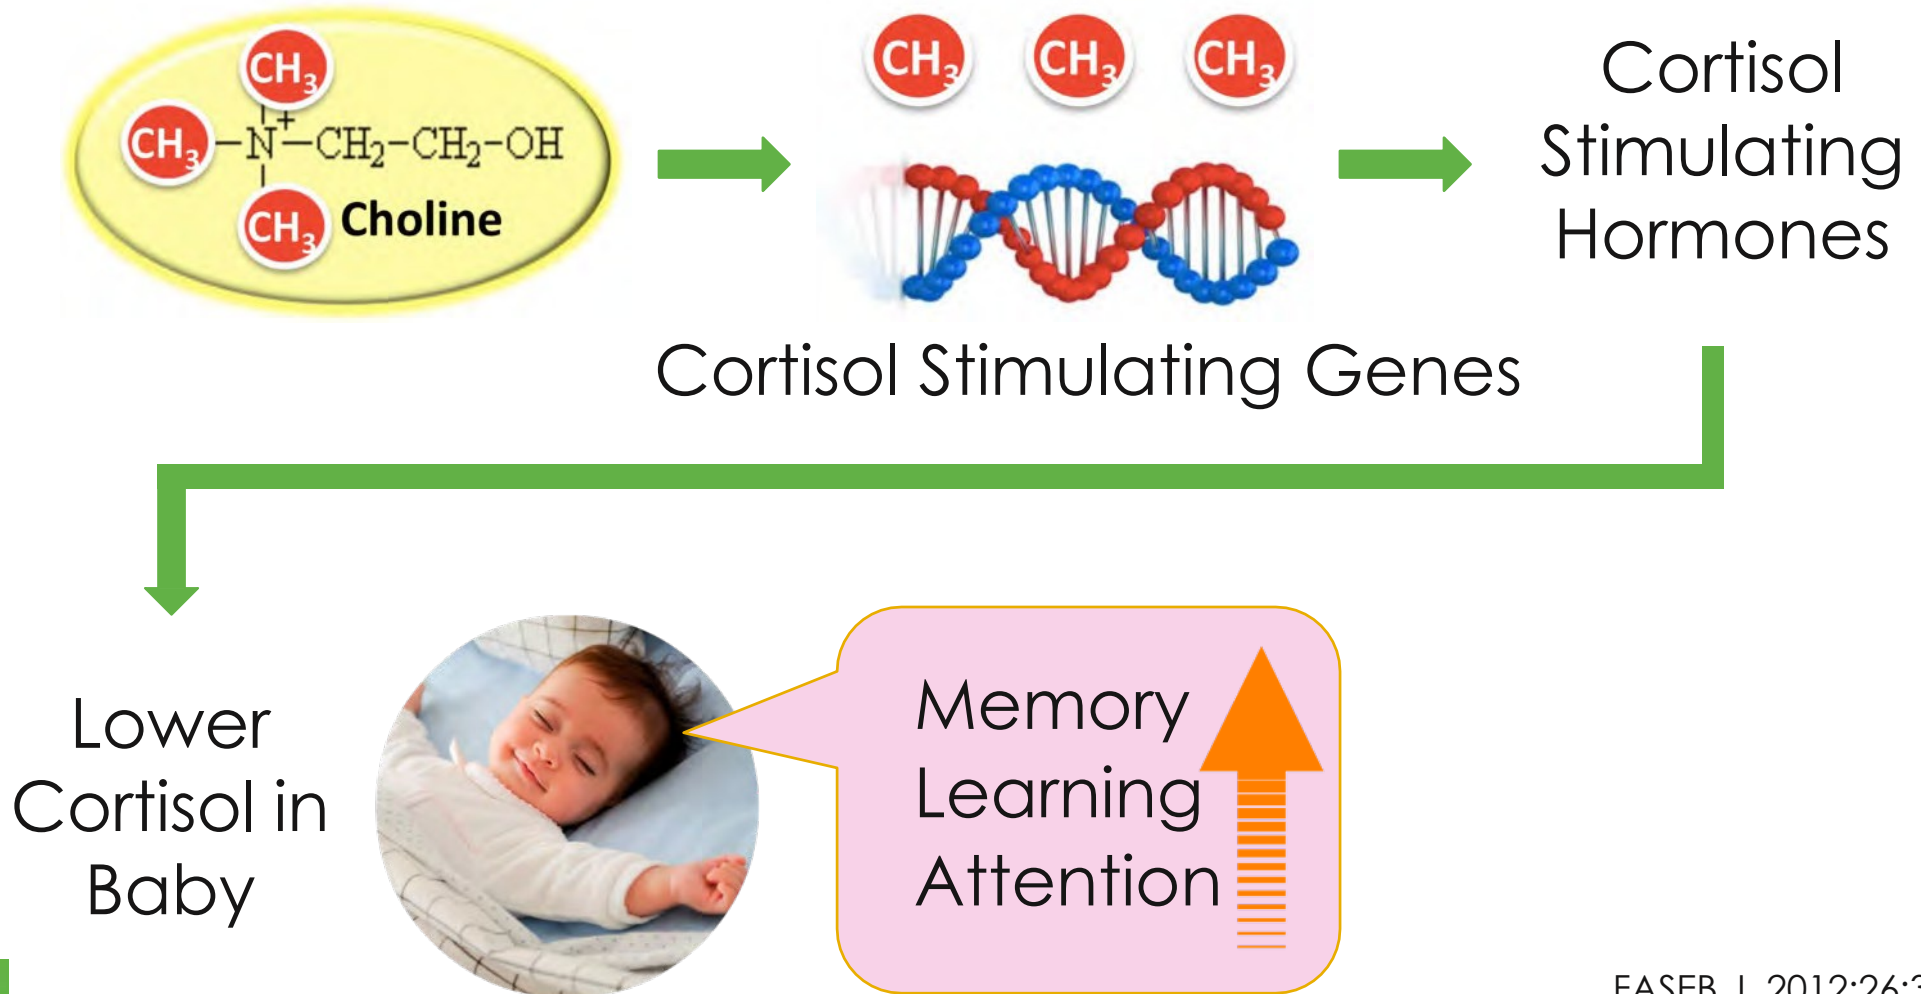 CH₃
CH₃ –N⁺–CH₂–CH₂–OH
CH₃ Choline
CH₃ CH₃ CH₃
Cortisol Stimulating Genes
Cortisol
Stimulating
Hormones
Lower
Cortisol in
Baby
Memory
Learning
Attention
2012;26: